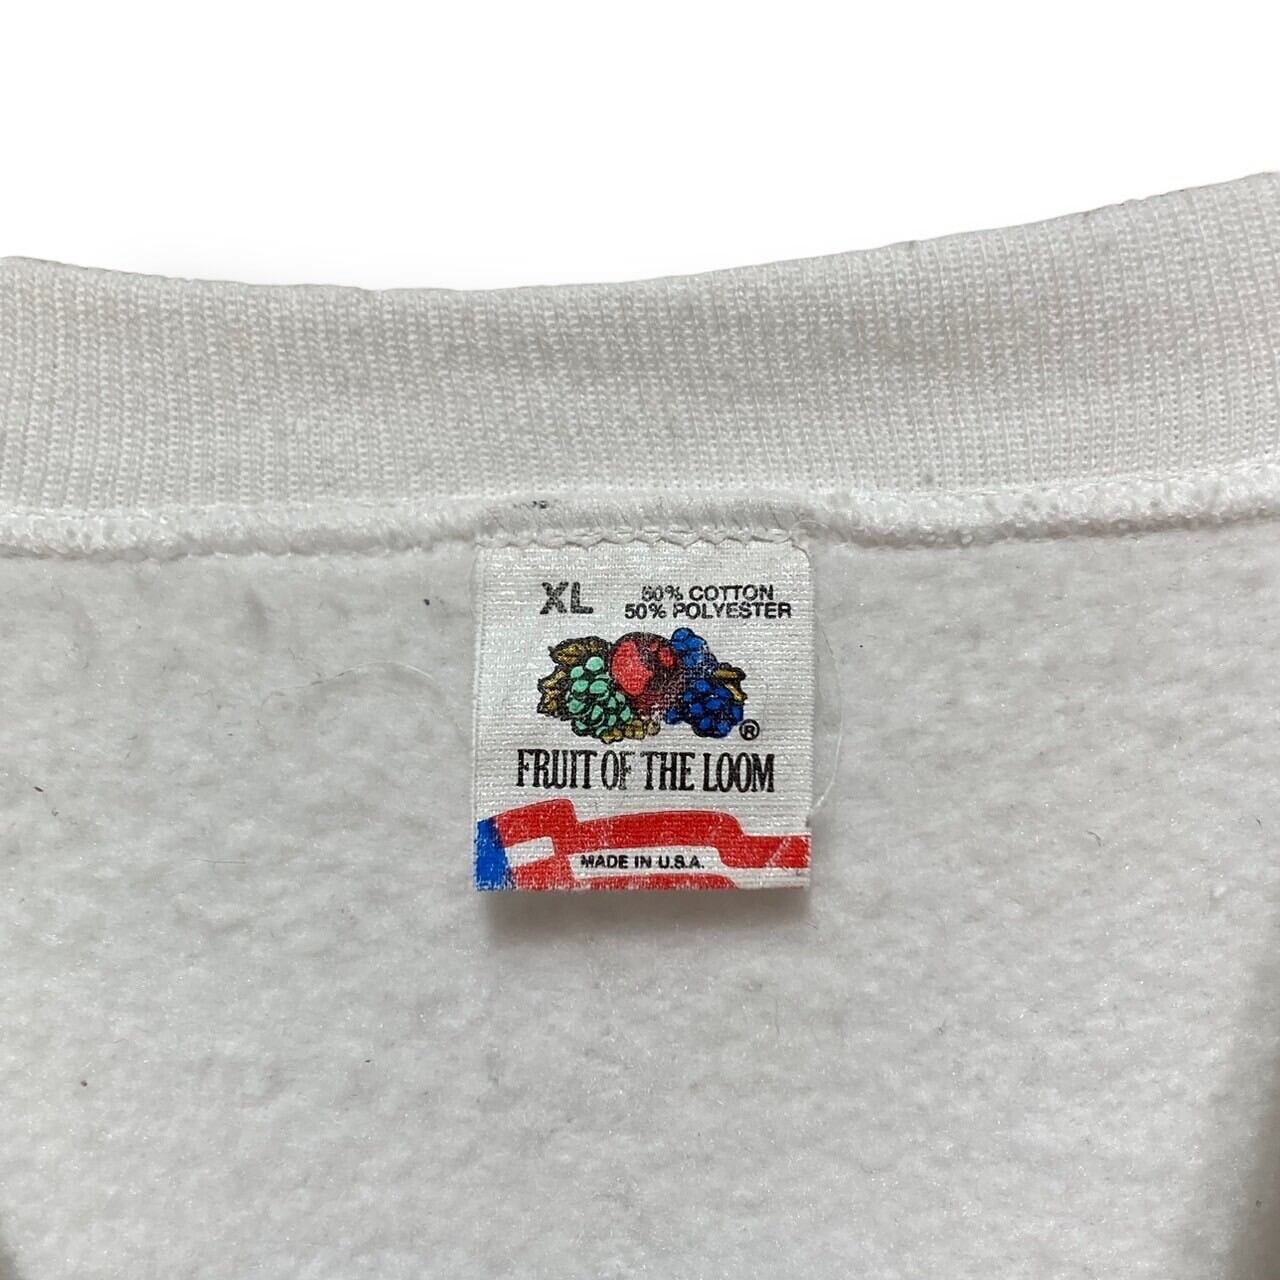 XL
50% COTTON
50% POLYESTER
®
FRUIT OF THE LOOM
MADE IN U.S.A.